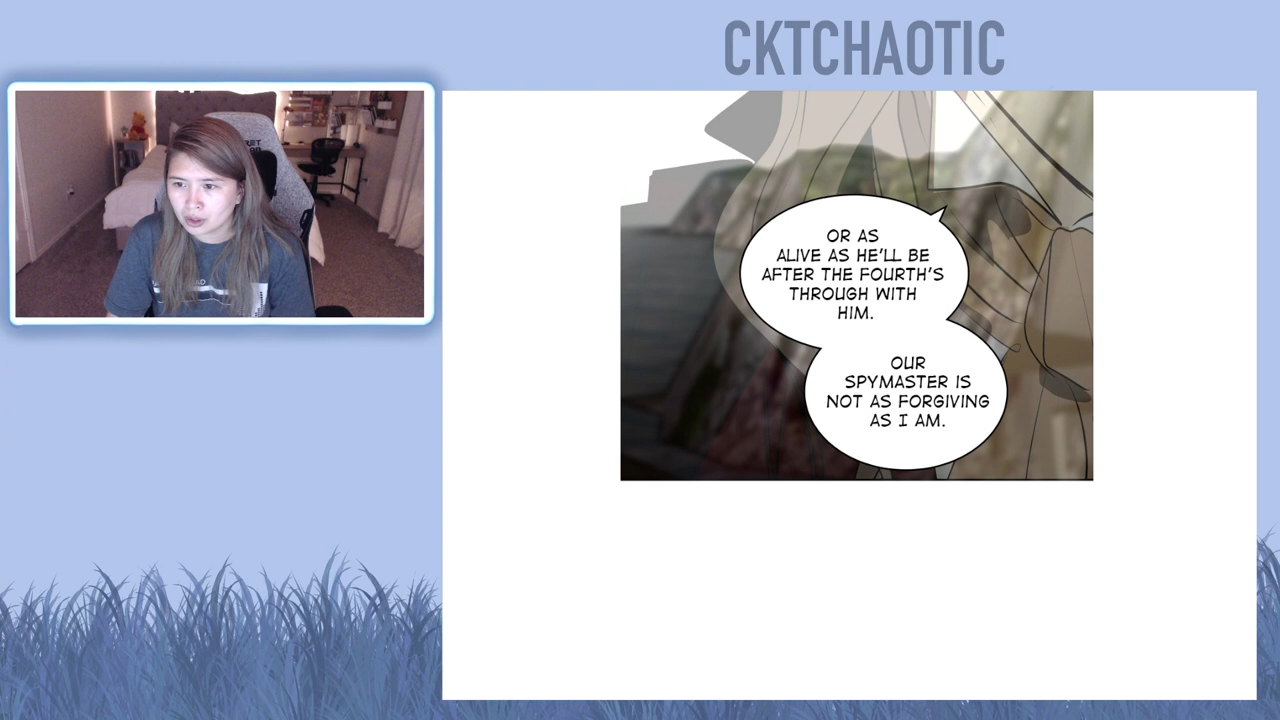 CKTCHAOTIC
OR AS
ALIVE AS HE'LL BE
AFTER THE FOURTH'S
THROUGH WITH
HIM.
OUR
SPYMASTER IS
NOT AS FORGIVING
AS I AM.